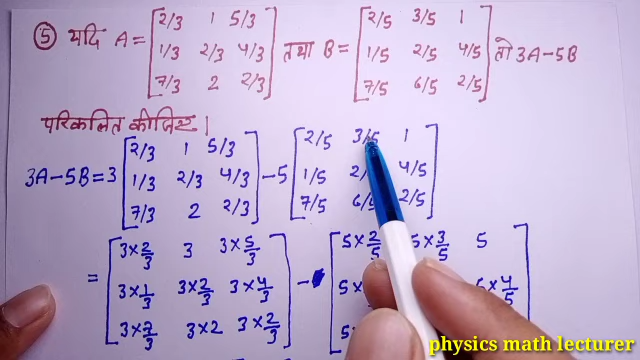 ⑤ यदि A = [2/3 1 5/3
1/3 2/3 4/3
7/3 2 2/3] तथा B = [2/5 3/5 1
1/5 2/5 4/5
7/5 6/5 2/5] तो 3A-5B
परिकलित कीजिए।
3A-5B = 3 [2/3 1 5/3
1/3 2/3 4/3
7/3 2 2/3] - 5 [2/5 3/5 1
1/5 4/5
7/5 2/5]
= [3×2/3 3 3×5/3
3×1/3 3×2/3 3×4/3
3×7/3 3×2 3×2/3] - [5×2/5 5×3/5 5
physics math lecturer